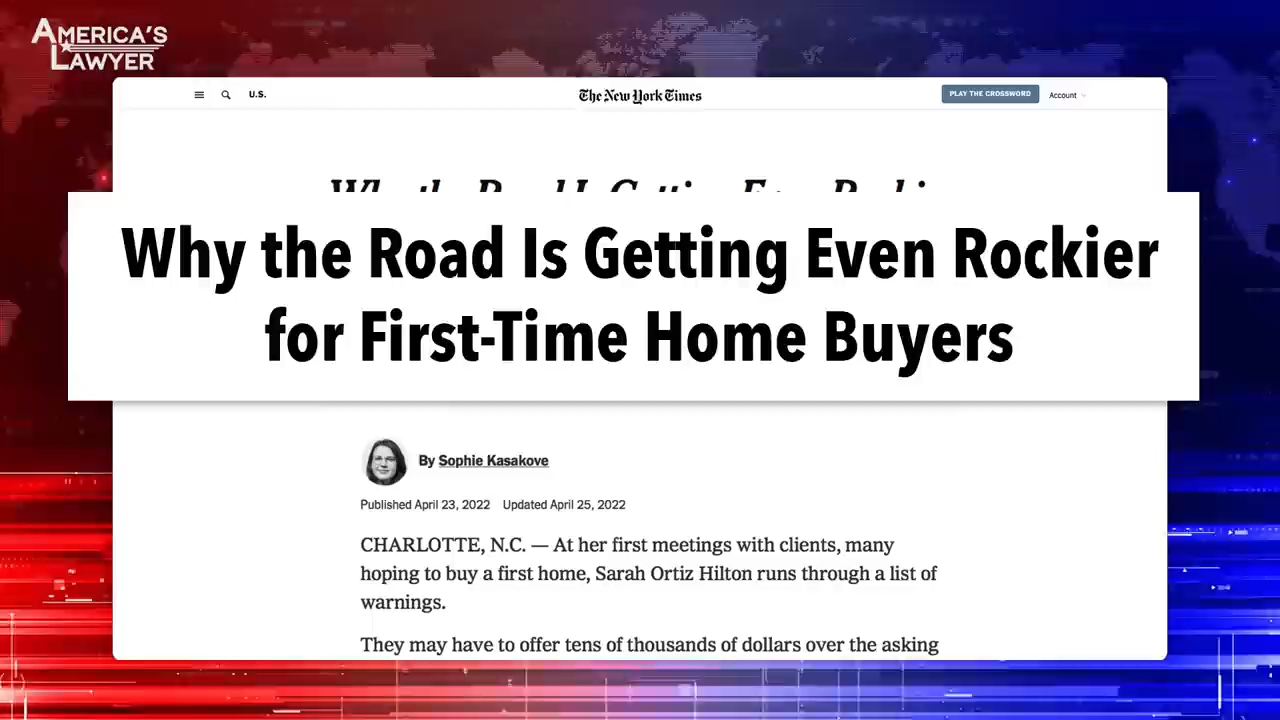 AMERICA'S
LAWYER
U.S.
The New York Times
PLAY THE CROSSWORD
Account
Why the Road Is Getting Even Rockier
for First-Time Home Buyers
By Sophie Kasakove
Published April 23, 2022 Updated April 25, 2022
CHARLOTTE, N.C. — At her first meetings with clients, many
hoping to buy a first home, Sarah Ortiz Hilton runs through a list of
warnings.
They may have to offer tens of thousands of dollars over the asking